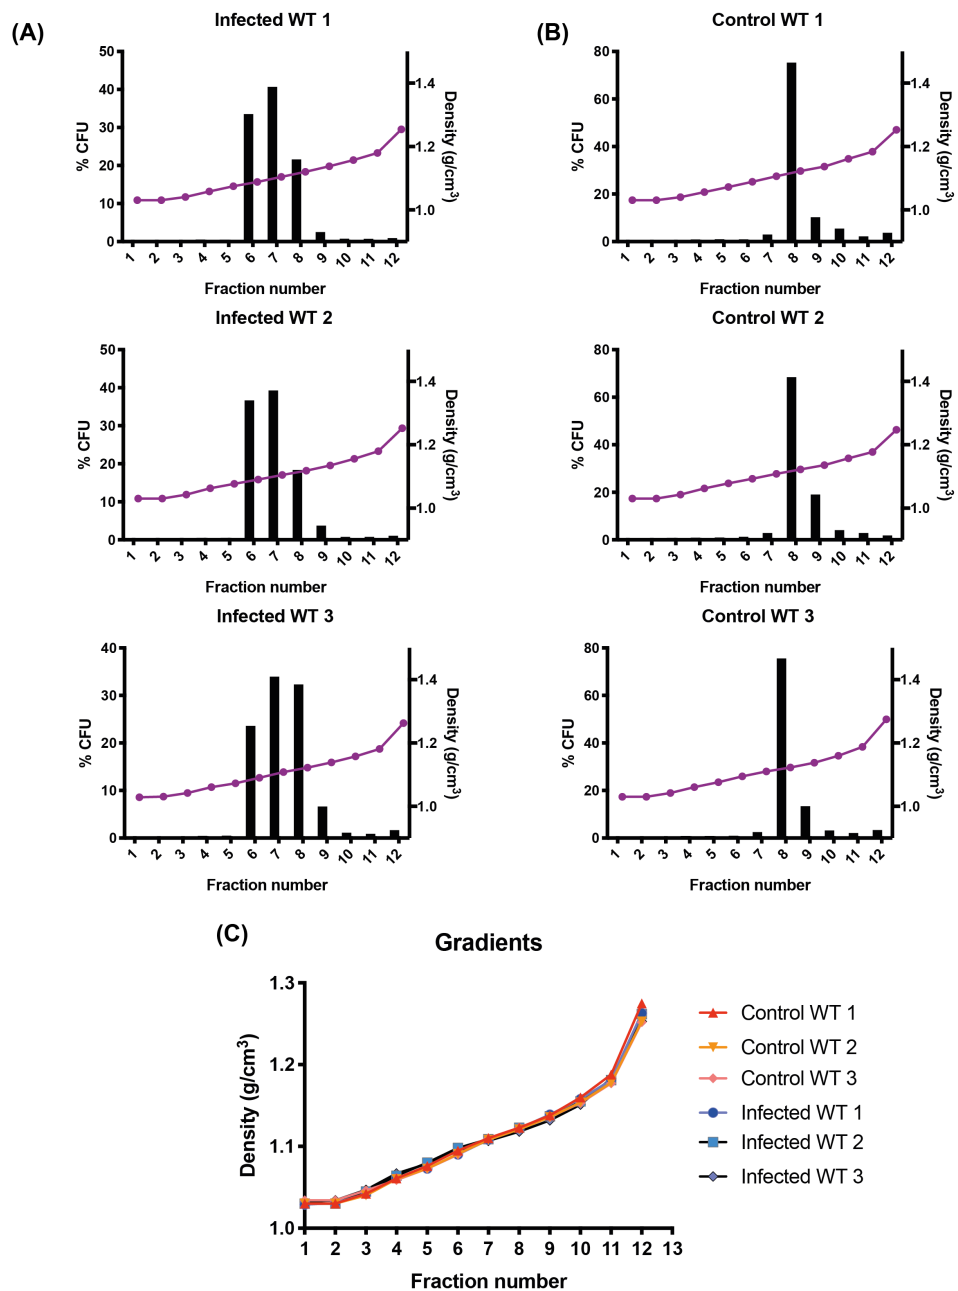 (A)
Infected WT 1
50
40
30
20
10
0
% CFU
1.4
1.2
1.0
Density (g/cm³)
1 2 3 4 5 6 7 8 9 10 11 12
Fraction number
(B)
Control WT 1
80
60
40
20
0
% CFU
1.4
1.2
1.0
Density (g/cm³)
1 2 3 4 5 6 7 8 9 10 11 12
Fraction number
Infected WT 2
50
40
30
20
10
0
% CFU
1.4
1.2
1.0
Density (g/cm³)
1 2 3 4 5 6 7 8 9 10 11 12
Fraction number
Control WT 2
80
60
40
20
0
% CFU
1.4
1.2
1.0
Density (g/cm³)
1 2 3 4 5 6 7 8 9 10 11 12
Fraction number
Infected WT 3
40
30
20
10
0
% CFU
1.4
1.2
1.0
Density (g/cm³)
1 2 3 4 5 6 7 8 9 10 11 12
Fraction number
Control WT 3
80
60
40
20
0
% CFU
1.4
1.2
1.0
Density (g/cm³)
1 2 3 4 5 6 7 8 9 10 11 12
Fraction number
(C)
Gradients
1.3
1.2
1.1
1.0
Density (g/cm³)
1 2 3 4 5 6 7 8 9 10 11 12 13
Fraction number
Control WT 1
Control WT 2
Control WT 3
Infected WT 1
Infected WT 2
Infected WT 3